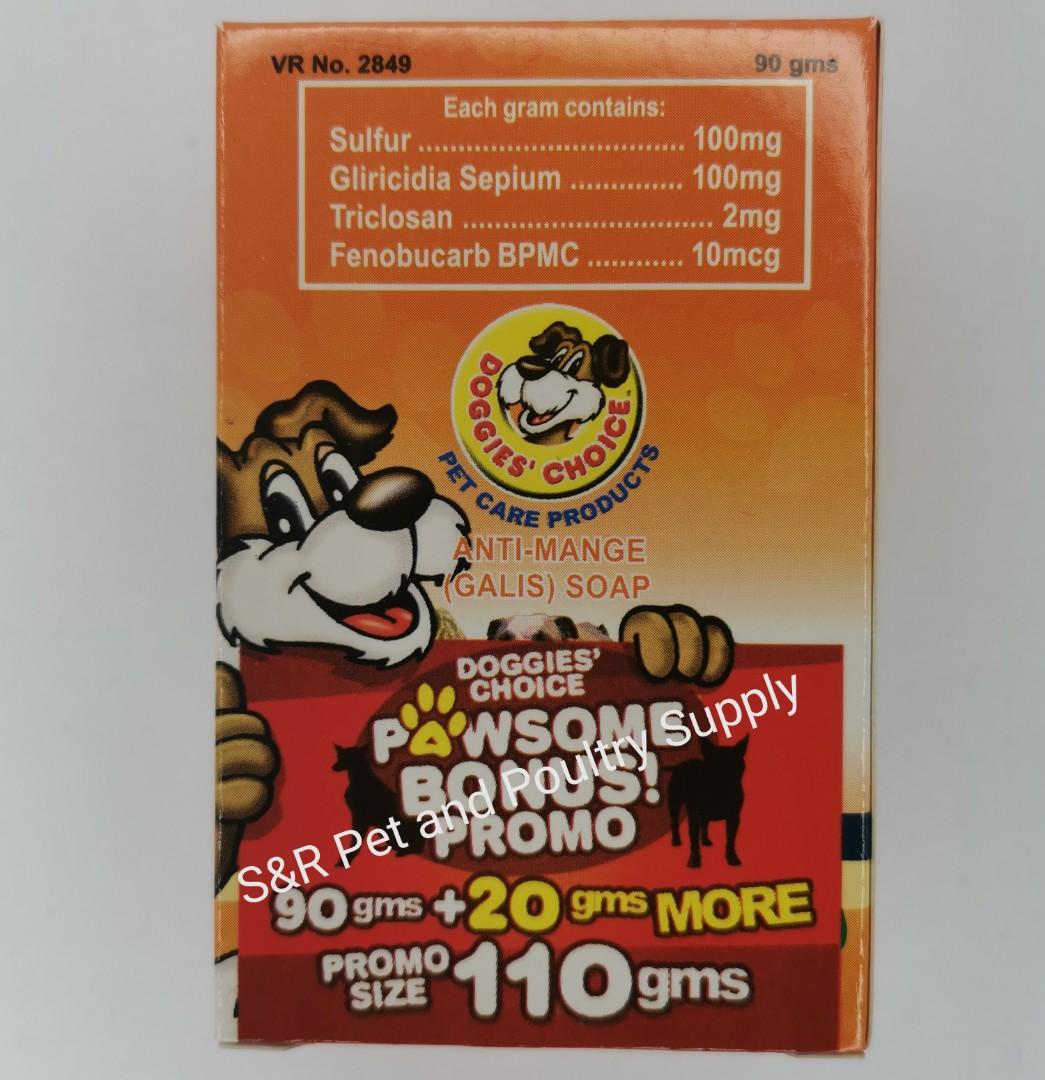 VR No. 2849 90 gms
Each gram contains:
Sulfur ................................. 100mg
Gliricidia Sepium .............. 100mg
Triclosan ............................... 2mg
Fenobucarb BPMC ............ 10mcg
DOGGIES' CHOICE
PET CARE PRODUCTS
ANTI-MANGE
(GALIS) SOAP
DOGGIES'
CHOICE
PAWSOME
BONUS!
PROMO
S&R Pet and Poultry Supply
90 gms + 20 gms MORE
PROMO
SIZE 110 gms